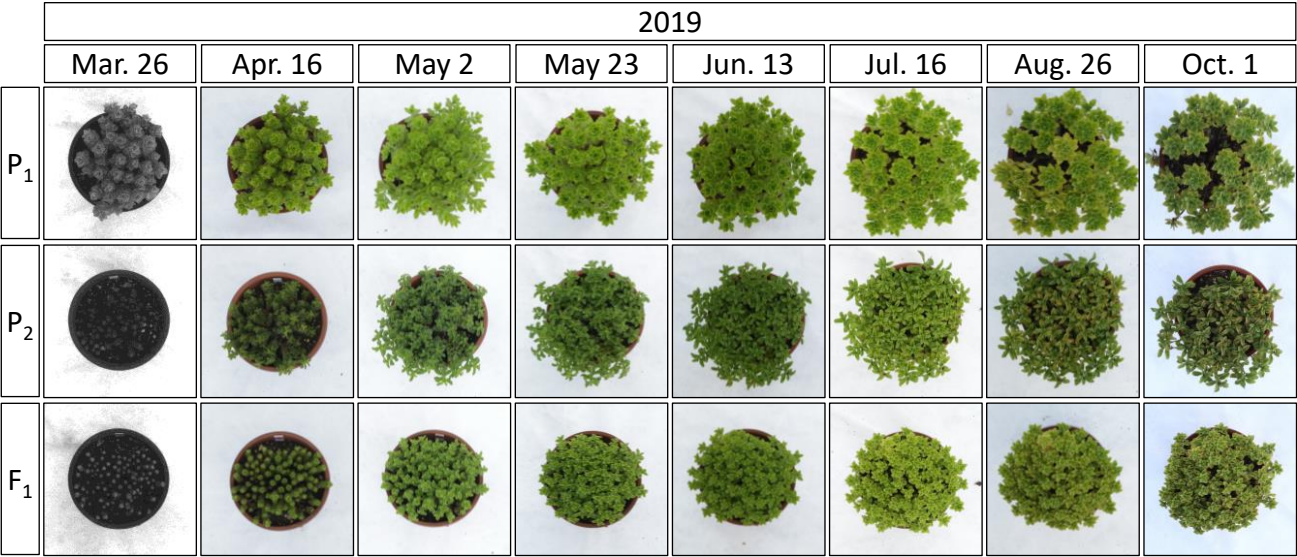 2019
Mar. 26 Apr. 16 May 2 May 23 Jun. 13 Jul. 16 Aug. 26 Oct. 1
P₁
P₂
F₁